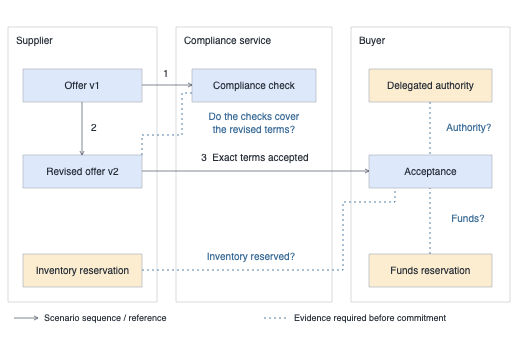 Supplier
Compliance service
Buyer
Offer v1
1
Compliance check
Delegated authority
Do the checks cover
the revised terms?
2
Authority?
3 Exact terms accepted
Revised offer v2
Acceptance
Funds?
Inventory reserved?
Inventory reservation
Funds reservation
Scenario sequence / reference
Evidence required before commitment